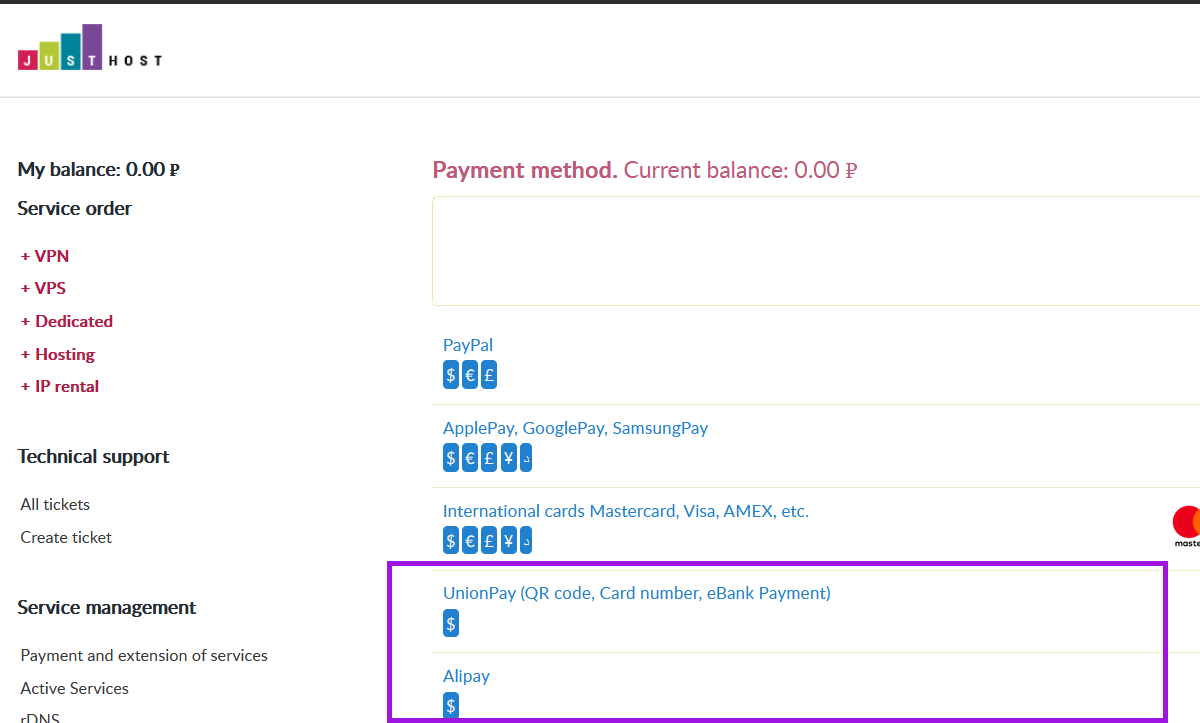 JUST HOST
My balance: 0.00 ₽
Service order
+ VPN
+ VPS
+ Dedicated
+ Hosting
+ IP rental
Technical support
All tickets
Create ticket
Service management
Payment and extension of services
Active Services
rDNS
Payment method. Current balance: 0.00 ₽
PayPal
$ € £
ApplePay, GooglePay, SamsungPay
$ € £ ¥ د
International cards Mastercard, Visa, AMEX, etc.
$ € £ ¥ د
maste
UnionPay (QR code, Card number, eBank Payment)
$
Alipay
$